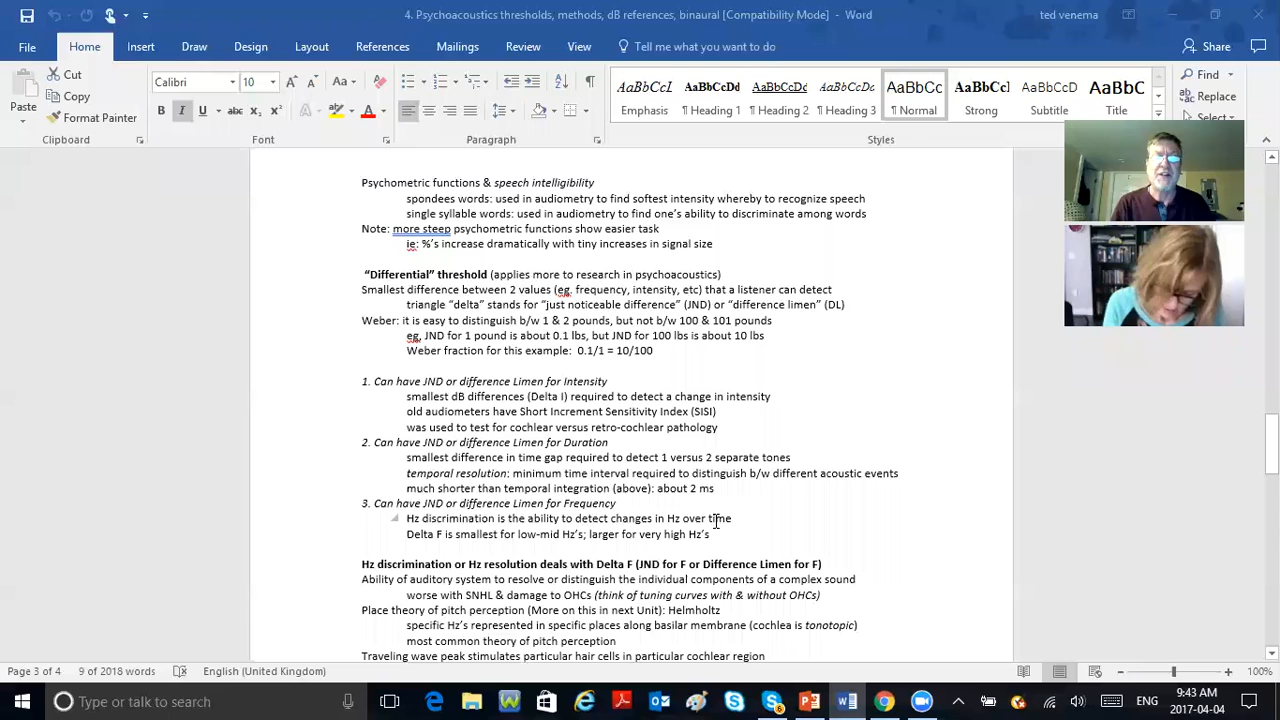 4. Psychoacoustics thresholds, methods, dB references, binaural [Compatibility Mode] - Word
ted venema
File Home Insert Draw Design Layout References Mailings Review View Tell me what you want to do Share
Paste
Cut
Copy
Format Painter
Clipboard
Calibri 10
Font
Paragraph
AaBbCc AaBbCc AaBbCcDd AaBbCcDc AaBbCc AaBbCc AaBbCcD AaBbC
Emphasis ¶ Heading 1 ¶ Heading 2 ¶ Heading 3 ¶ Normal Strong Subtitle Title
Styles
Find
Replace
Select
Psychometric functions & speech intelligibility
spondees words: used in audiometry to find softest intensity whereby to recognize speech
single syllable words: used in audiometry to find one's ability to discriminate among words
Note: more steep psychometric functions show easier task
ie: %'s increase dramatically with tiny increases in signal size
“Differential” threshold (applies more to research in psychoacoustics)
Smallest difference between 2 values (eg. frequency, intensity, etc) that a listener can detect
triangle “delta” stands for “just noticeable difference” (JND) or “difference limen” (DL)
Weber: it is easy to distinguish b/w 1 & 2 pounds, but not b/w 100 & 101 pounds
eg, JND for 1 pound is about 0.1 lbs, but JND for 100 lbs is about 10 lbs
Weber fraction for this example: 0.1/1 = 10/100
1. Can have JND or difference Limen for Intensity
smallest dB differences (Delta I) required to detect a change in intensity
old audiometers have Short Increment Sensitivity Index (SISI)
was used to test for cochlear versus retro-cochlear pathology
2. Can have JND or difference Limen for Duration
smallest difference in time gap required to detect 1 versus 2 separate tones
temporal resolution: minimum time interval required to distinguish b/w different acoustic events
much shorter than temporal integration (above): about 2 ms
3. Can have JND or difference Limen for Frequency
Hz discrimination is the ability to detect changes in Hz over time
Delta F is smallest for low-mid Hz's; larger for very high Hz's
Hz discrimination or Hz resolution deals with Delta F (JND for F or Difference Limen for F)
Ability of auditory system to resolve or distinguish the individual components of a complex sound
worse with SNHL & damage to OHCs (think of tuning curves with & without OHCs)
Place theory of pitch perception (More on this in next Unit): Helmholtz
specific Hz's represented in specific places along basilar membrane (cochlea is tonotopic)
most common theory of pitch perception
Traveling wave peak stimulates particular hair cells in particular cochlear region
Page 3 of 4 9 of 2018 words English (United Kingdom) 100%
Type / to talk to search
ENG
9:43 AM
2017-04-04